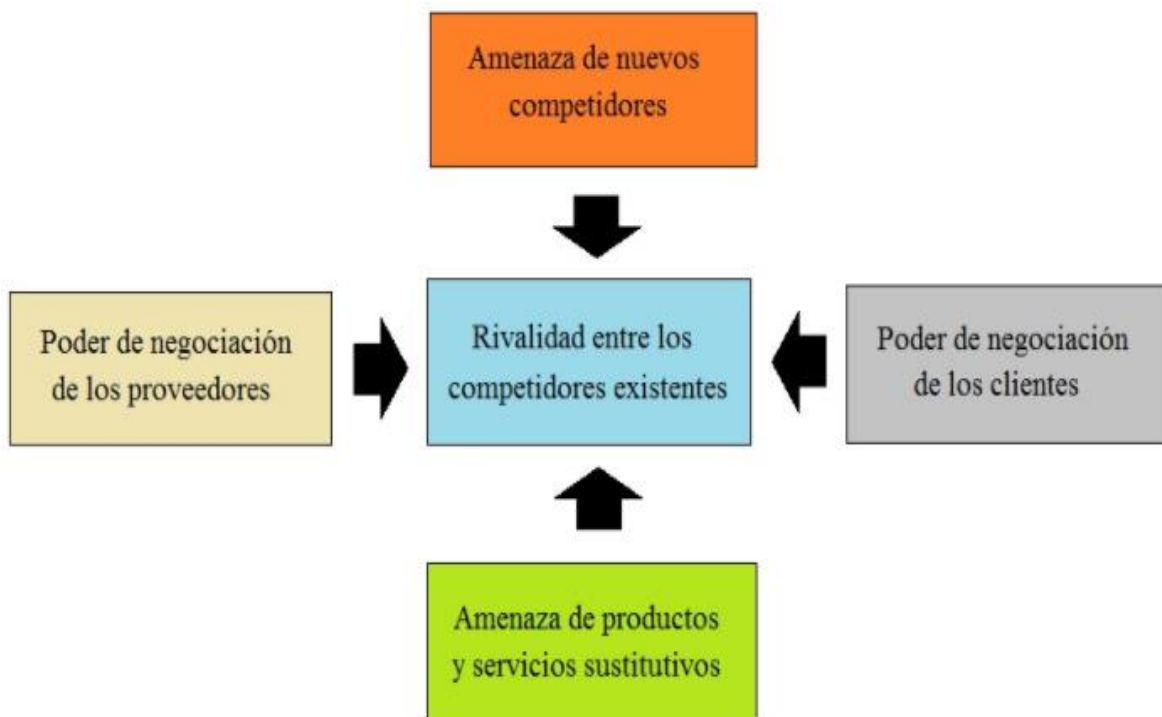 Amenaza de nuevos
competidores
Poder de negociación
de los proveedores
Rivalidad entre los
competidores existentes
Poder de negociación
de los clientes
Amenaza de productos
y servicios sustitutivos